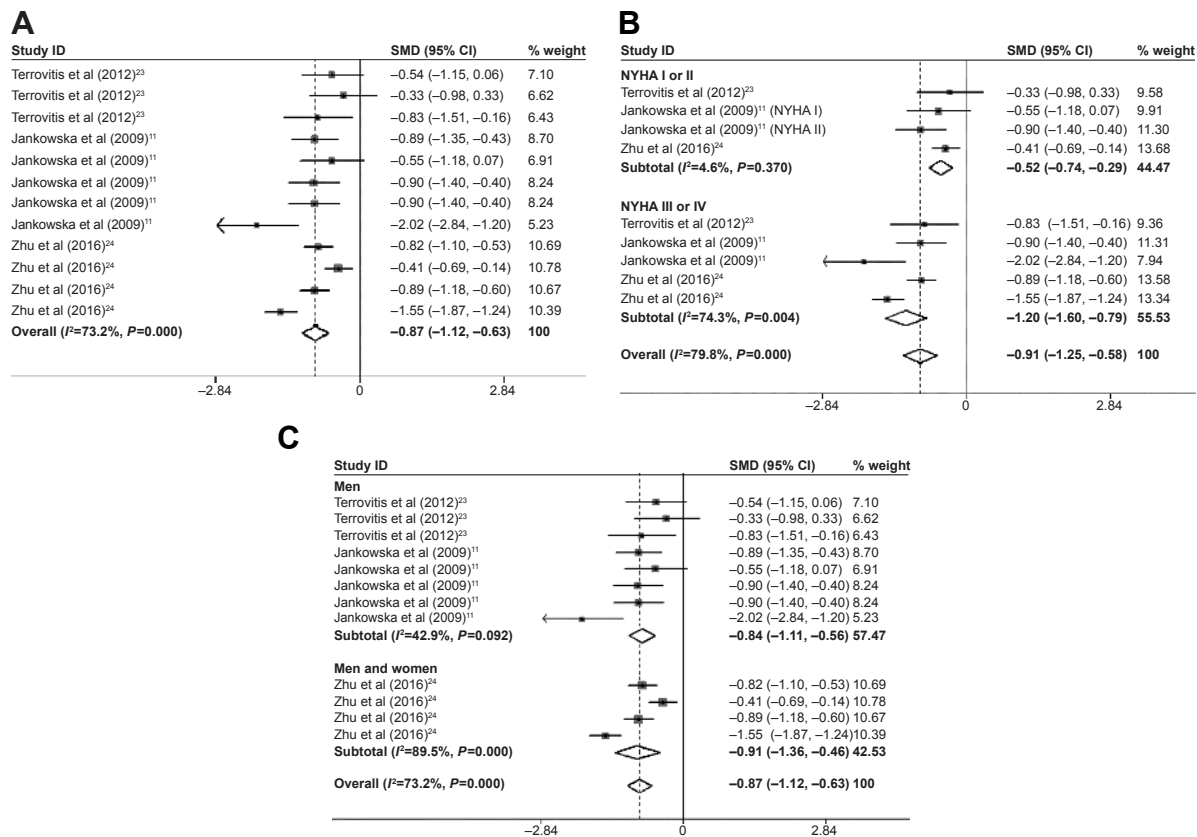 A
Study ID SMD (95% CI) % weight
Terrovitis et al (2012)²³ –0.54 (–1.15, 0.06) 7.10
Terrovitis et al (2012)²³ –0.33 (–0.98, 0.33) 6.62
Terrovitis et al (2012)²³ –0.83 (–1.51, –0.16) 6.43
Jankowska et al (2009)¹¹ –0.89 (–1.35, –0.43) 8.70
Jankowska et al (2009)¹¹ –0.55 (–1.18, 0.07) 6.91
Jankowska et al (2009)¹¹ –0.90 (–1.40, –0.40) 8.24
Jankowska et al (2009)¹¹ –0.90 (–1.40, –0.40) 8.24
Jankowska et al (2009)¹¹ –2.02 (–2.84, –1.20) 5.23
Zhu et al (2016)²⁴ –0.82 (–1.10, –0.53) 10.69
Zhu et al (2016)²⁴ –0.41 (–0.69, –0.14) 10.78
Zhu et al (2016)²⁴ –0.89 (–1.18, –0.60) 10.67
Zhu et al (2016)²⁴ –1.55 (–1.87, –1.24) 10.39
Overall (I²=73.2%, P=0.000) –0.87 (–1.12, –0.63) 100
–2.84 0 2.84
B
Study ID SMD (95% CI) % weight
NYHA I or II
Terrovitis et al (2012)²³ –0.33 (–0.98, 0.33) 9.58
Jankowska et al (2009)¹¹ (NYHA I) –0.55 (–1.18, 0.07) 9.91
Jankowska et al (2009)¹¹ (NYHA II) –0.90 (–1.40, –0.40) 11.30
Zhu et al (2016)²⁴ –0.41 (–0.69, –0.14) 13.68
Subtotal (I²=4.6%, P=0.370) –0.52 (–0.74, –0.29) 44.47
NYHA III or IV
Terrovitis et al (2012)²³ –0.83 (–1.51, –0.16) 9.36
Jankowska et al (2009)¹¹ –0.90 (–1.40, –0.40) 11.31
Jankowska et al (2009)¹¹ –2.02 (–2.84, –1.20) 7.94
Zhu et al (2016)²⁴ –0.89 (–1.18, –0.60) 13.58
Zhu et al (2016)²⁴ –1.55 (–1.87, –1.24) 13.34
Subtotal (I²=74.3%, P=0.004) –1.20 (–1.60, –0.79) 55.53
Overall (I²=79.8%, P=0.000) –0.91 (–1.25, –0.58) 100
–2.84 0 2.84
C
Study ID SMD (95% CI) % weight
Men
Terrovitis et al (2012)²³ –0.54 (–1.15, 0.06) 7.10
Terrovitis et al (2012)²³ –0.33 (–0.98, 0.33) 6.62
Terrovitis et al (2012)²³ –0.83 (–1.51, –0.16) 6.43
Jankowska et al (2009)¹¹ –0.89 (–1.35, –0.43) 8.70
Jankowska et al (2009)¹¹ –0.55 (–1.18, 0.07) 6.91
Jankowska et al (2009)¹¹ –0.90 (–1.40, –0.40) 8.24
Jankowska et al (2009)¹¹ –0.90 (–1.40, –0.40) 8.24
Jankowska et al (2009)¹¹ –2.02 (–2.84, –1.20) 5.23
Subtotal (I²=42.9%, P=0.092) –0.84 (–1.11, –0.56) 57.47
Men and women
Zhu et al (2016)²⁴ –0.82 (–1.10, –0.53) 10.69
Zhu et al (2016)²⁴ –0.41 (–0.69, –0.14) 10.78
Zhu et al (2016)²⁴ –0.89 (–1.18, –0.60) 10.67
Zhu et al (2016)²⁴ –1.55 (–1.87, –1.24) 10.39
Subtotal (I²=89.5%, P=0.000) –0.91 (–1.36, –0.46) 42.53
Overall (I²=73.2%, P=0.000) –0.87 (–1.12, –0.63) 100
–2.84 0 2.84